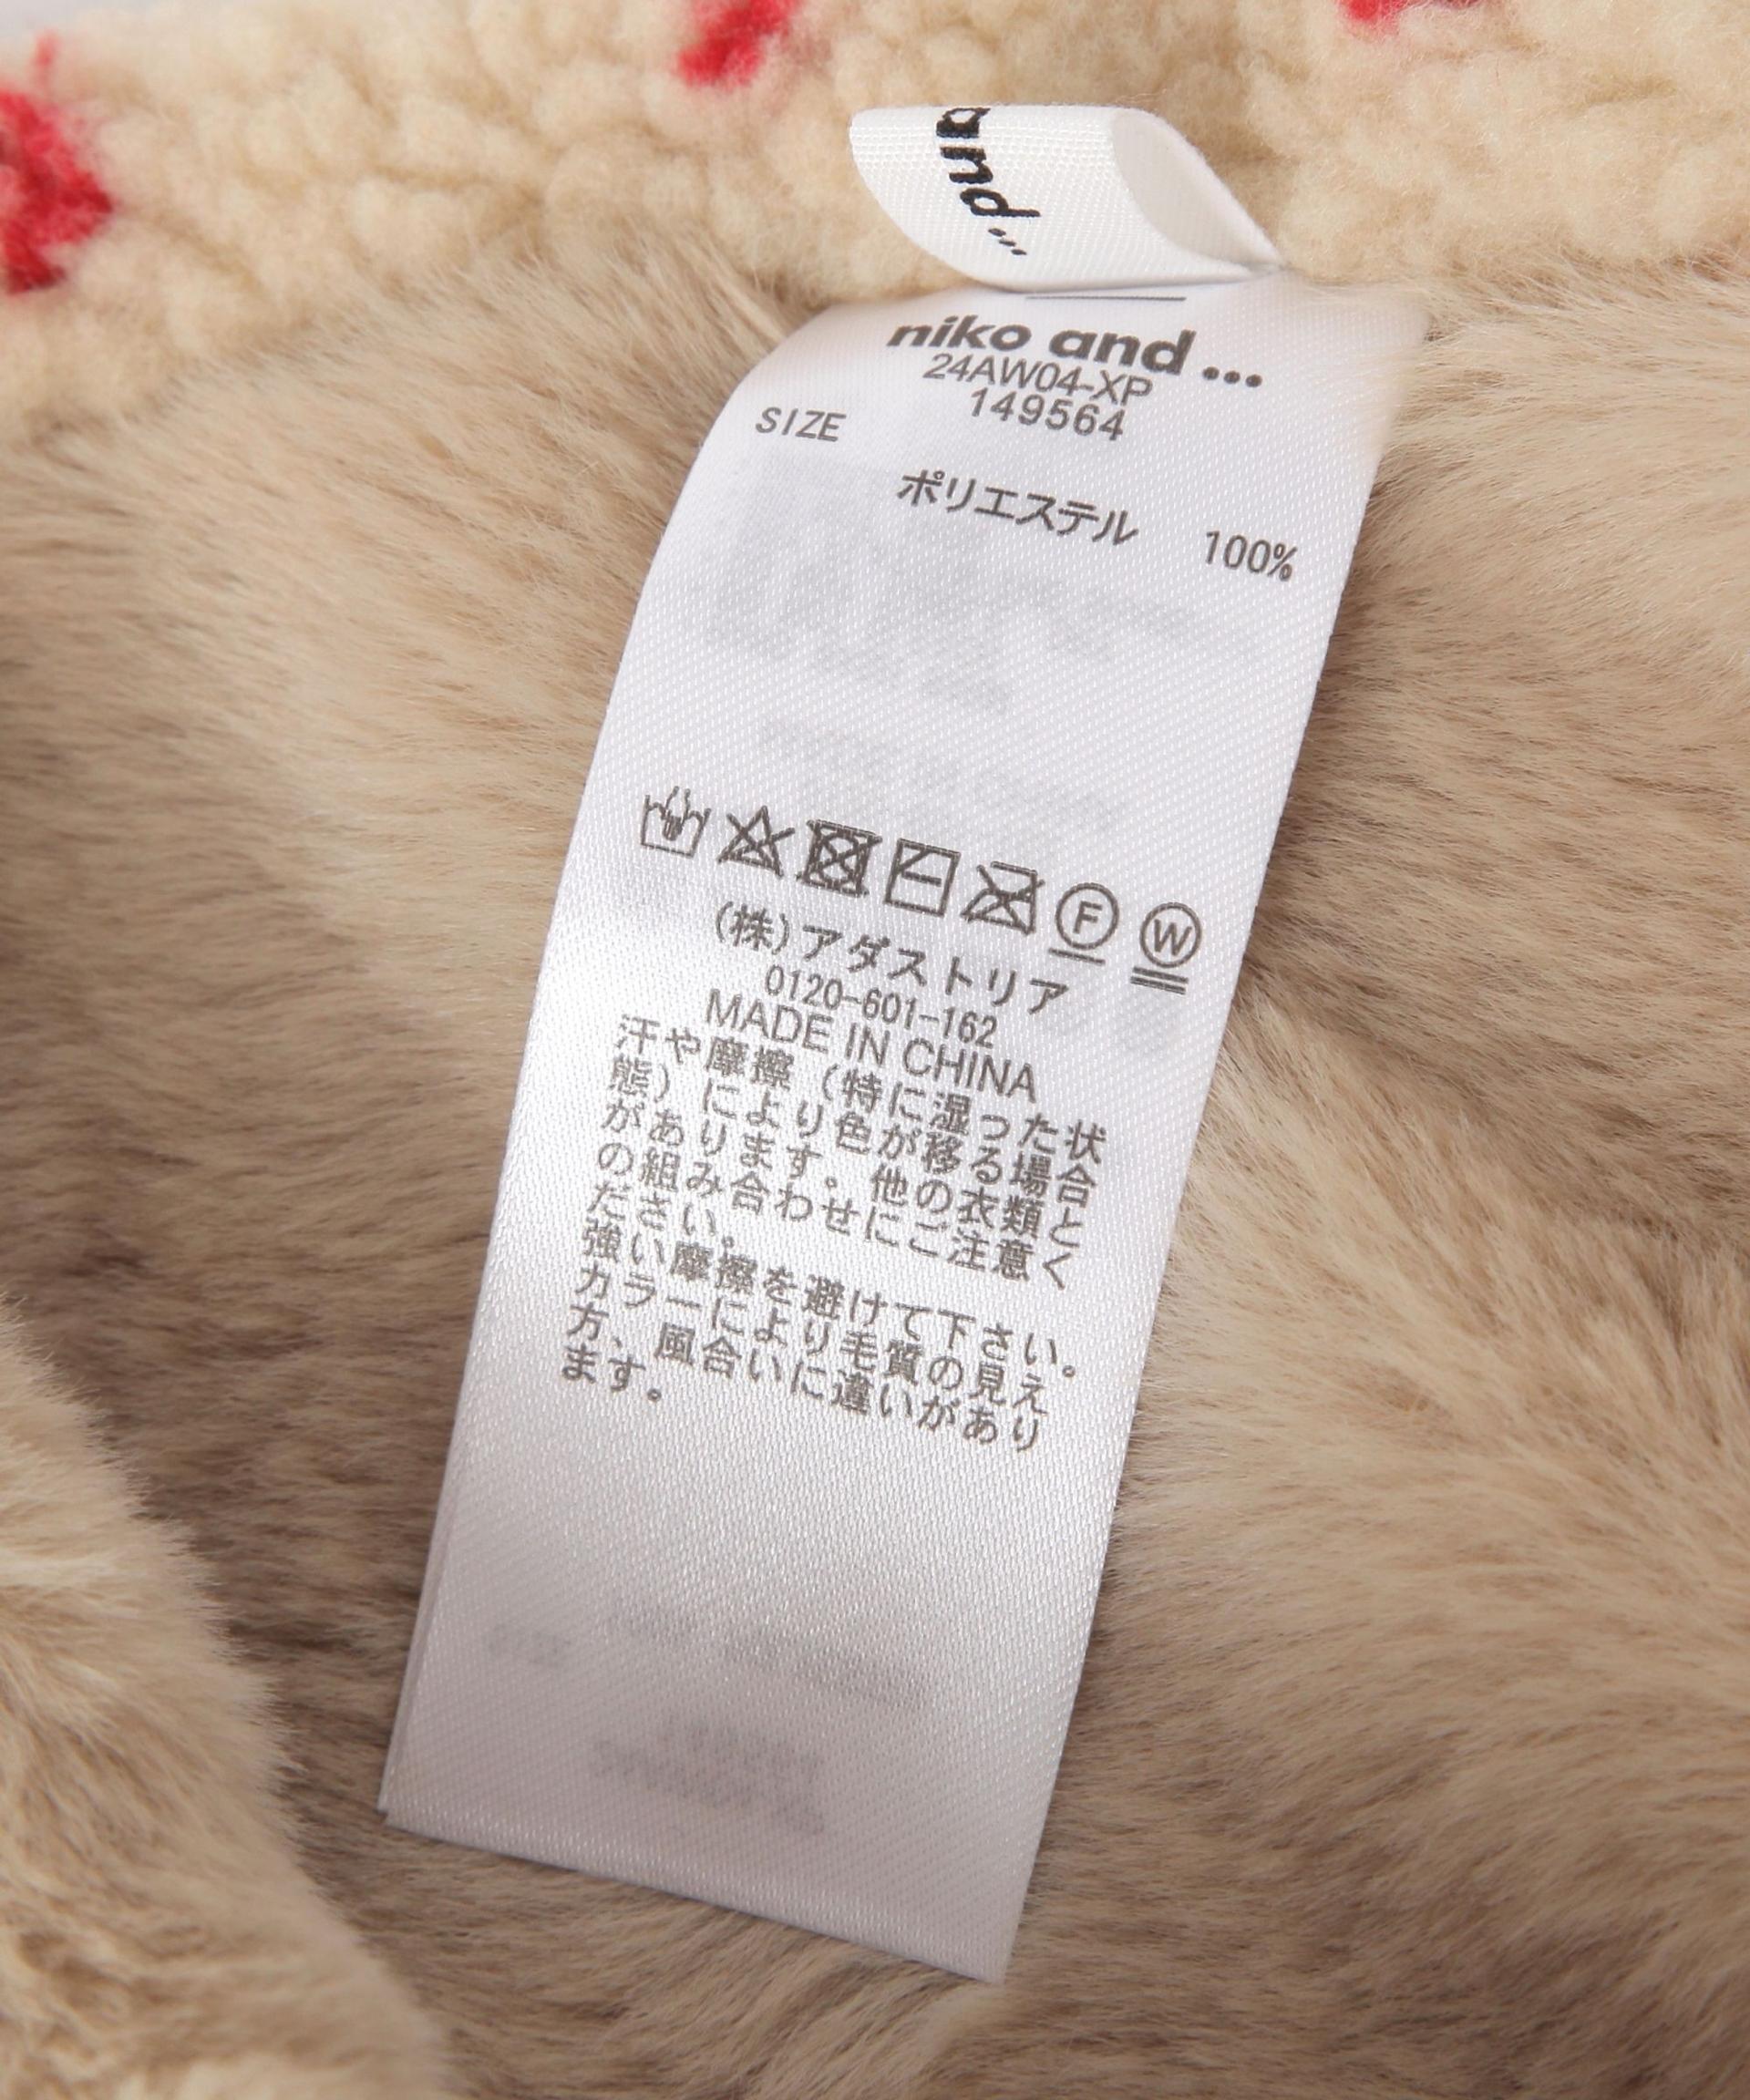 and...
niko and ...
24AW04-XP
149564
SIZE
ポリエステル 100%
F W
(株)アダストリア
0120-601-162
MADE IN CHINA
汗や摩擦（特に湿った状
態）により色が移る場合
があります。他の衣類と
の組み合わせにご注意く
ださい。
強い摩擦を避けて下さい。
カラーにより毛質の見え
方、風合いに違いがあり
ます。